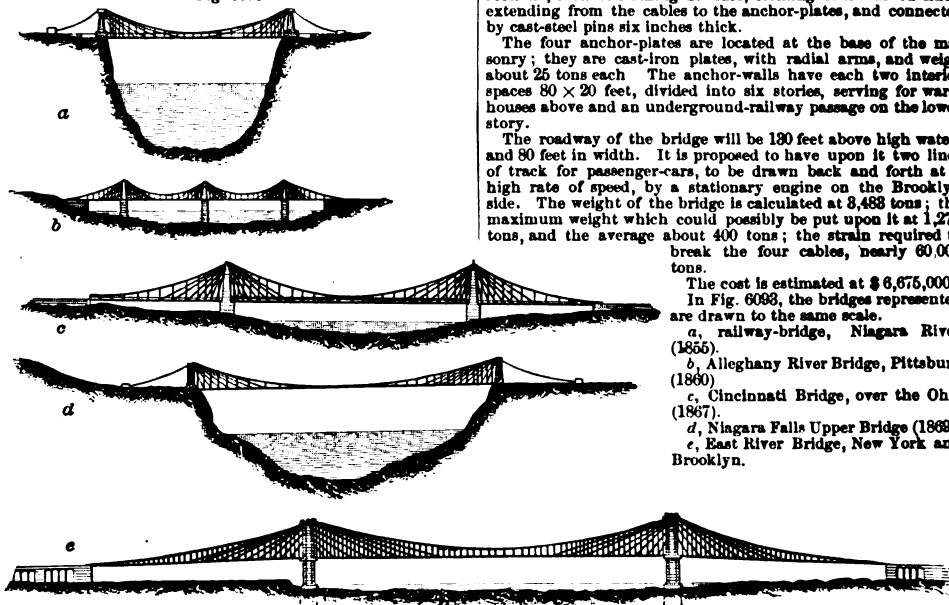 extending from the cables to the anchor-plates, and connect
by cast-steel pins six inches thick.
The four anchor-plates are located at the base of the ma
sonry; they are cast-iron plates, with radial arms, and weig
about 25 tons each The anchor-walls have each two interi
spaces 80 × 20 feet, divided into six stories, serving for war
houses above and an underground-railway passage on the low
story.
The roadway of the bridge will be 130 feet above high wate
and 80 feet in width. It is proposed to have upon it two lin
of track for passenger-cars, to be drawn back and forth at
high rate of speed, by a stationary engine on the Brookly
side. The weight of the bridge is calculated at 3,483 tons; th
maximum weight which could possibly be put upon it at 1,27
tons, and the average about 400 tons; the strain required t
break the four cables, nearly 60,00
tons.
The cost is estimated at $6,675,000
In Fig. 6093, the bridges represente
are drawn to the same scale.
a, railway-bridge, Niagara Rive
(1855).
b, Alleghany River Bridge, Pittsbur
(1860)
c, Cincinnati Bridge, over the Oh
(1867).
d, Niagara Falls Upper Bridge (1869
e, East River Bridge, New York an
Brooklyn.
a
b
c
d
e